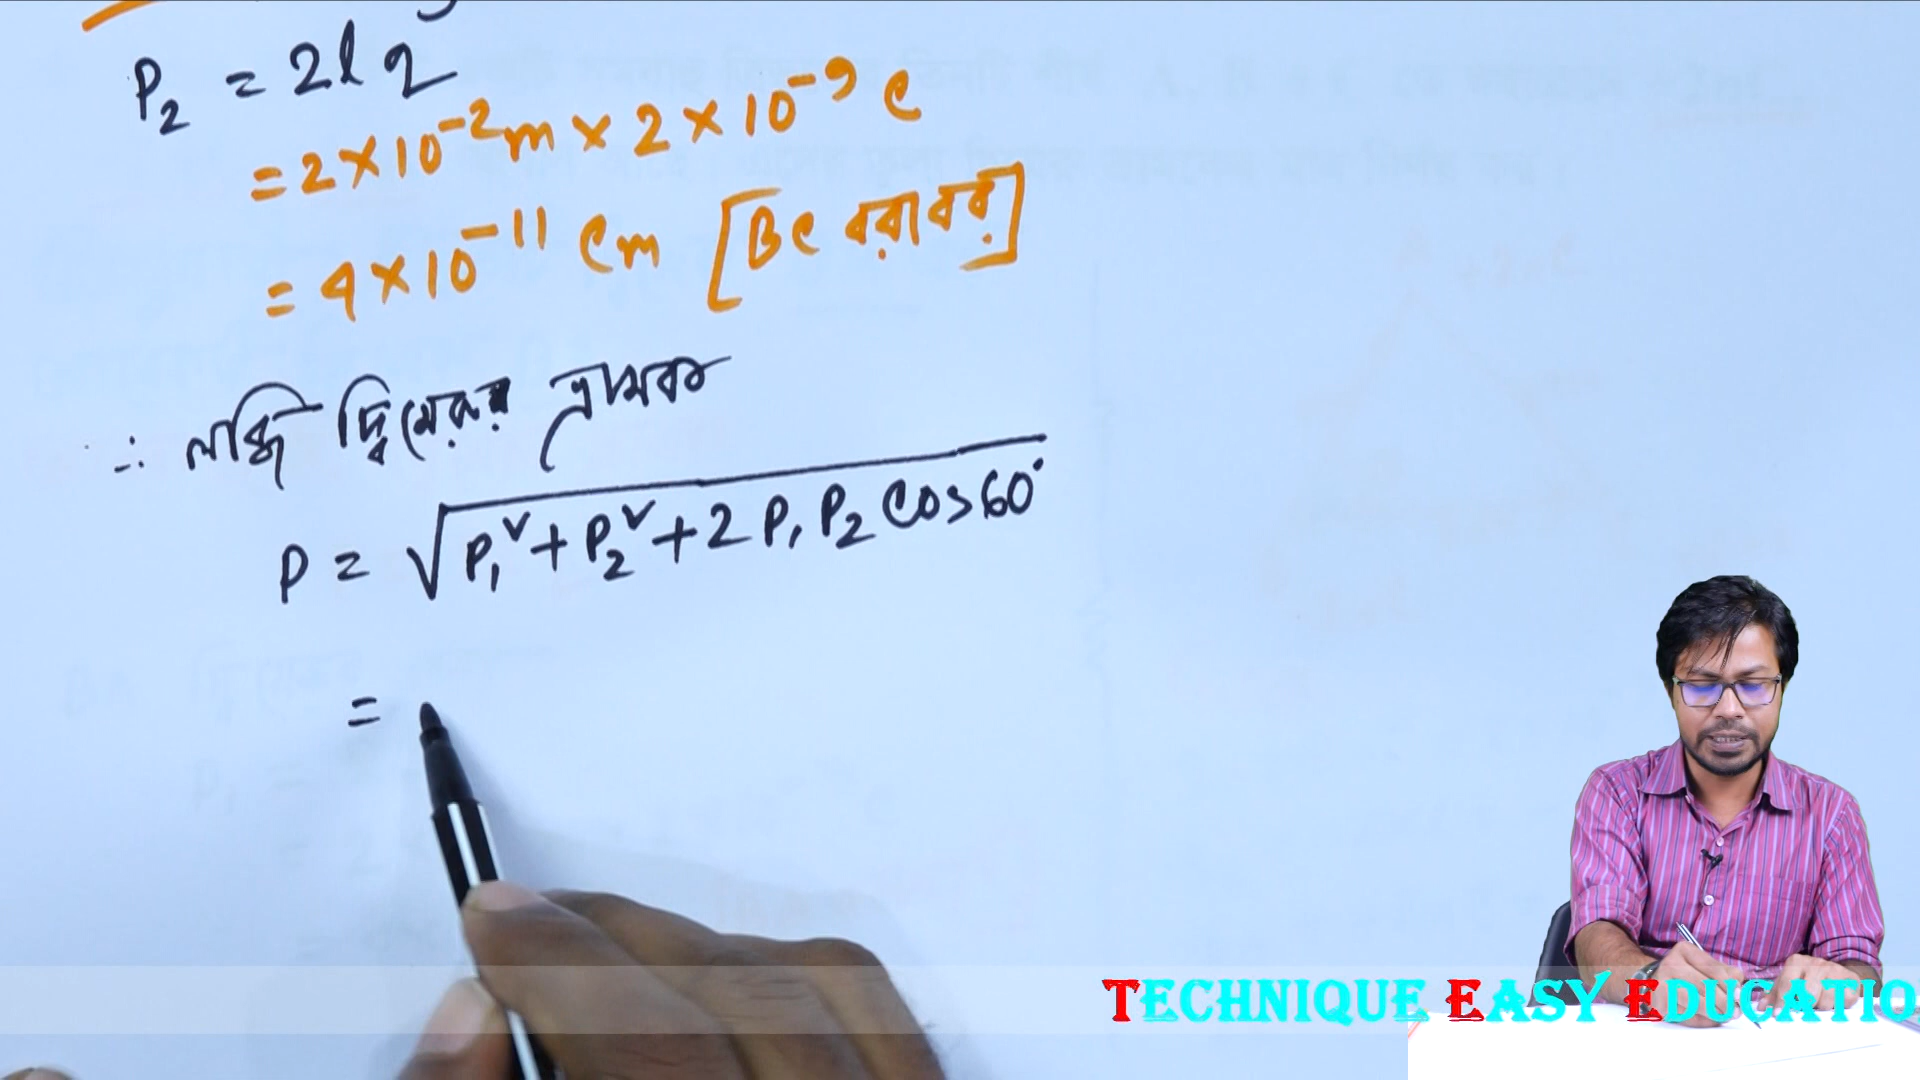 P₂ = 2lq
= 2×10⁻²m × 2×10⁻⁹ C
= 4×10⁻¹¹ Cm [BC বরাবর]
∴ লব্ধি দ্বিমেরুর ভ্রামক
P = √P₁² + P₂² + 2P₁P₂ cos60°
=
TECHNIQUE EASY EDUCATIO